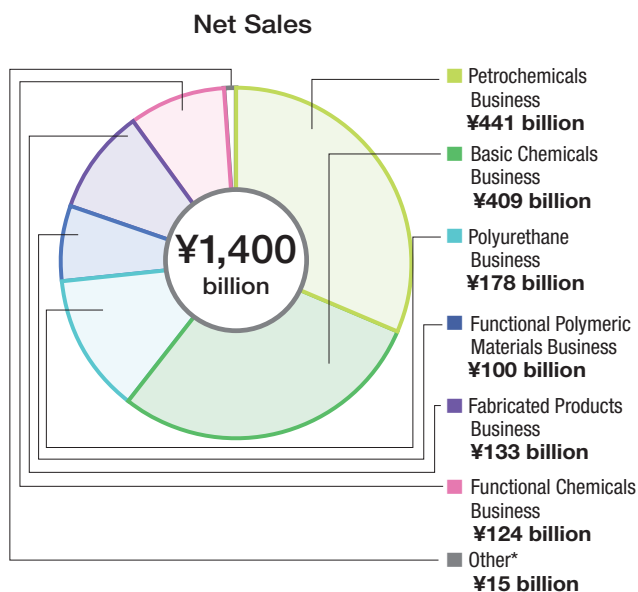 Net Sales
¥1,400
billion
Petrochemicals
Business
¥441 billion
Basic Chemicals
Business
¥409 billion
Polyurethane
Business
¥178 billion
Functional Polymeric
Materials Business
¥100 billion
Fabricated Products
Business
¥133 billion
Functional Chemicals
Business
¥124 billion
Other*
¥15 billion